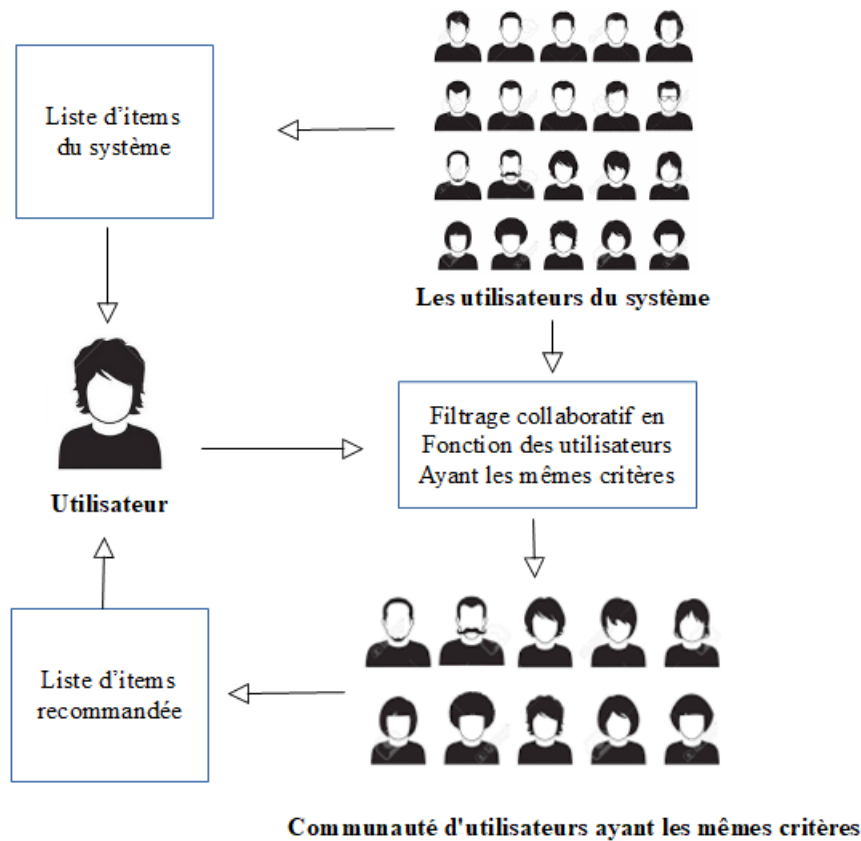 Liste d'items
du système
Les utilisateurs du système
Filtrage collaboratif en
Fonction des utilisateurs
Ayant les mêmes critères
Utilisateur
Liste d'items
recommandée
Communauté d'utilisateurs ayant les mêmes critères